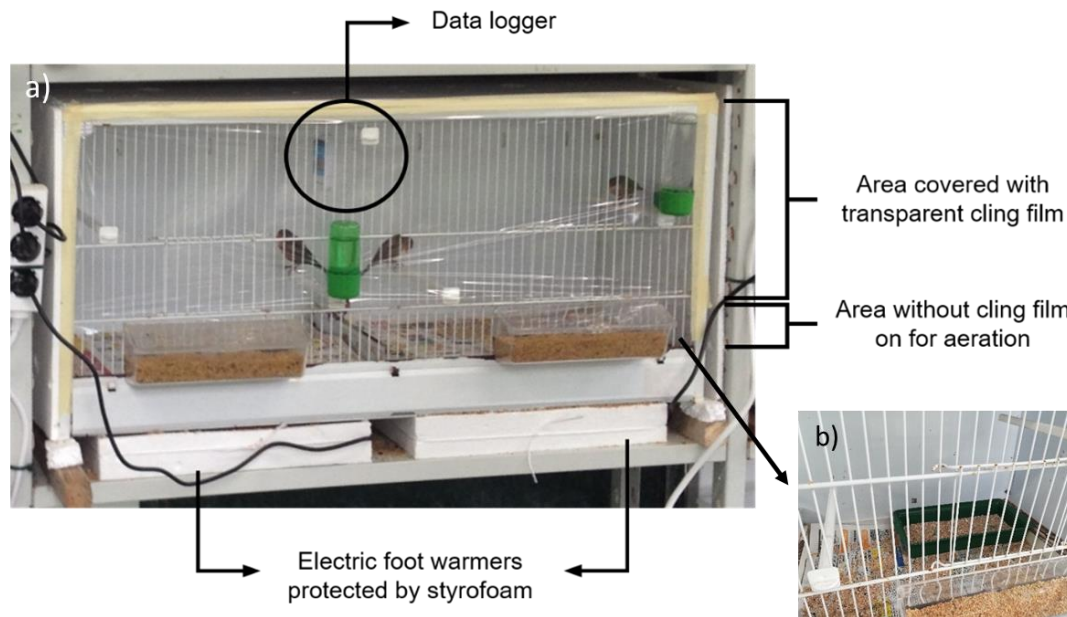 Data logger
a)
Area covered with
transparent cling film
Area without cling film
on for aeration
b)
Electric foot warmers
protected by styrofoam